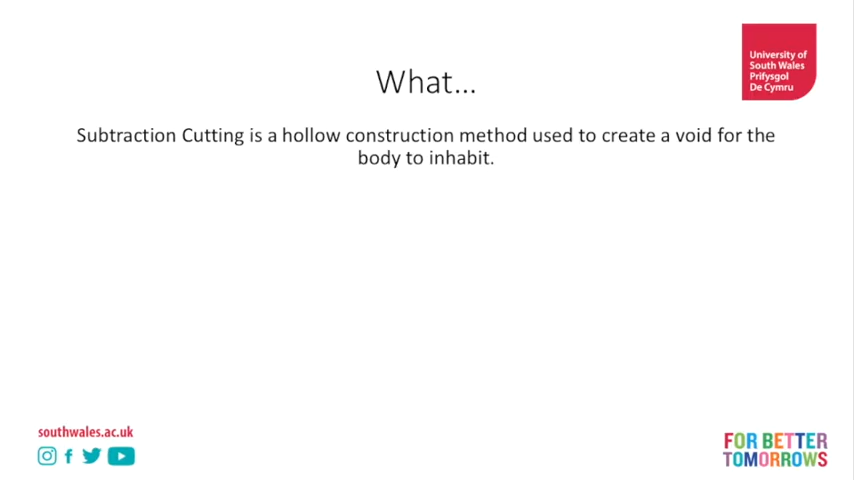 University of
South Wales
Prifysgol
De Cymru
What...
Subtraction Cutting is a hollow construction method used to create a void for the
body to inhabit.
southwales.ac.uk
FOR BETTER
TOMORROWS